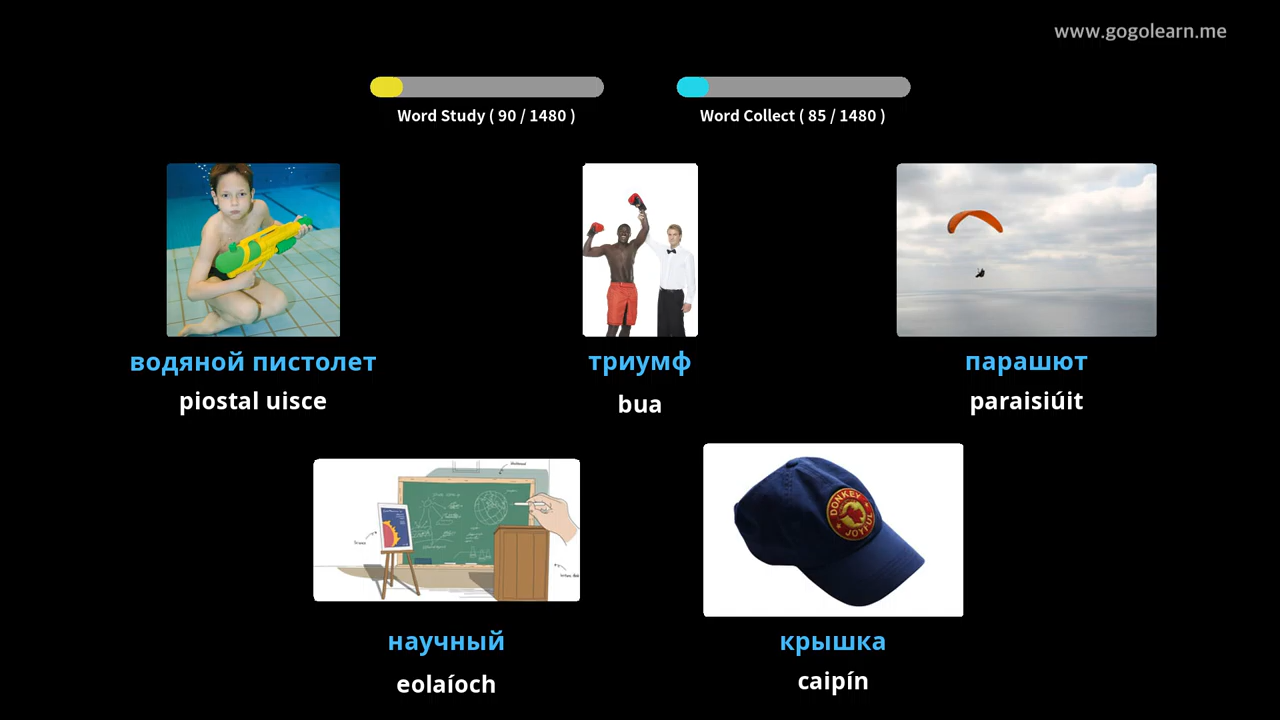 www.gogolearn.me
Word Study ( 90 / 1480 )
Word Collect ( 85 / 1480 )
водяной пистолет
триумф
парашют
piostal uisce
bua
paraisiúit
DONKEY
JOYFUL
научный
крышка
eolaíoch
caipín